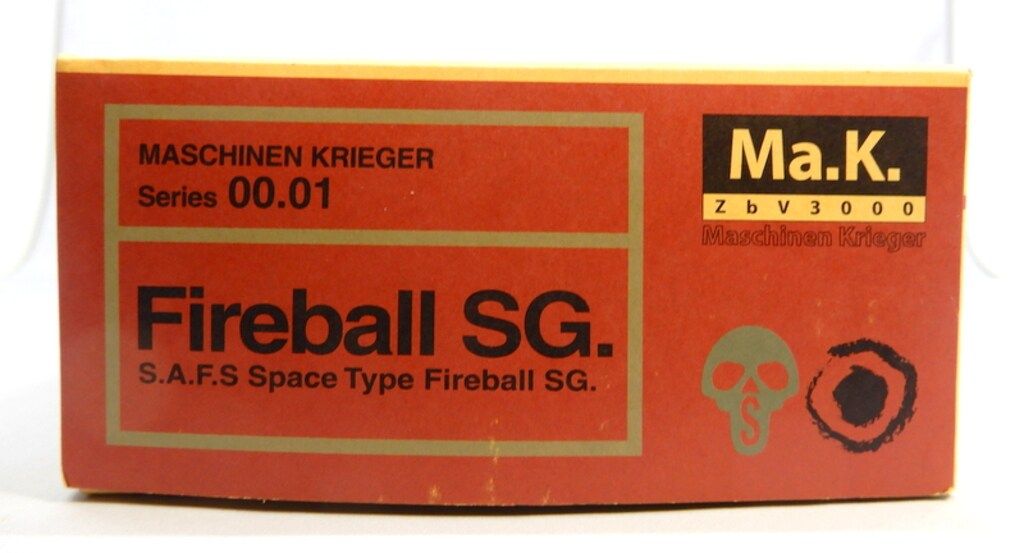 MASCHINEN KRIEGER
Series 00.01
Fireball SG.
S.A.F.S Space Type Fireball SG.
Ma.K.
ZbV3000
Maschinen Krieger
S